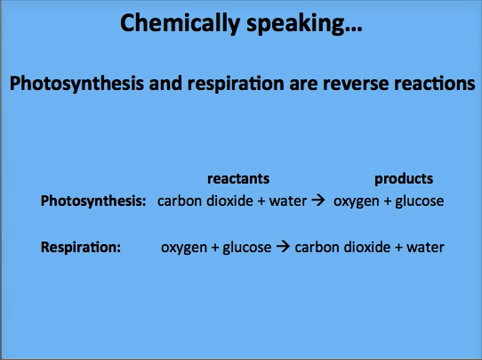 Chemically speaking...
Photosynthesis and respiration are reverse reactions
reactants products
Photosynthesis: carbon dioxide + water → oxygen + glucose
Respiration: oxygen + glucose → carbon dioxide + water